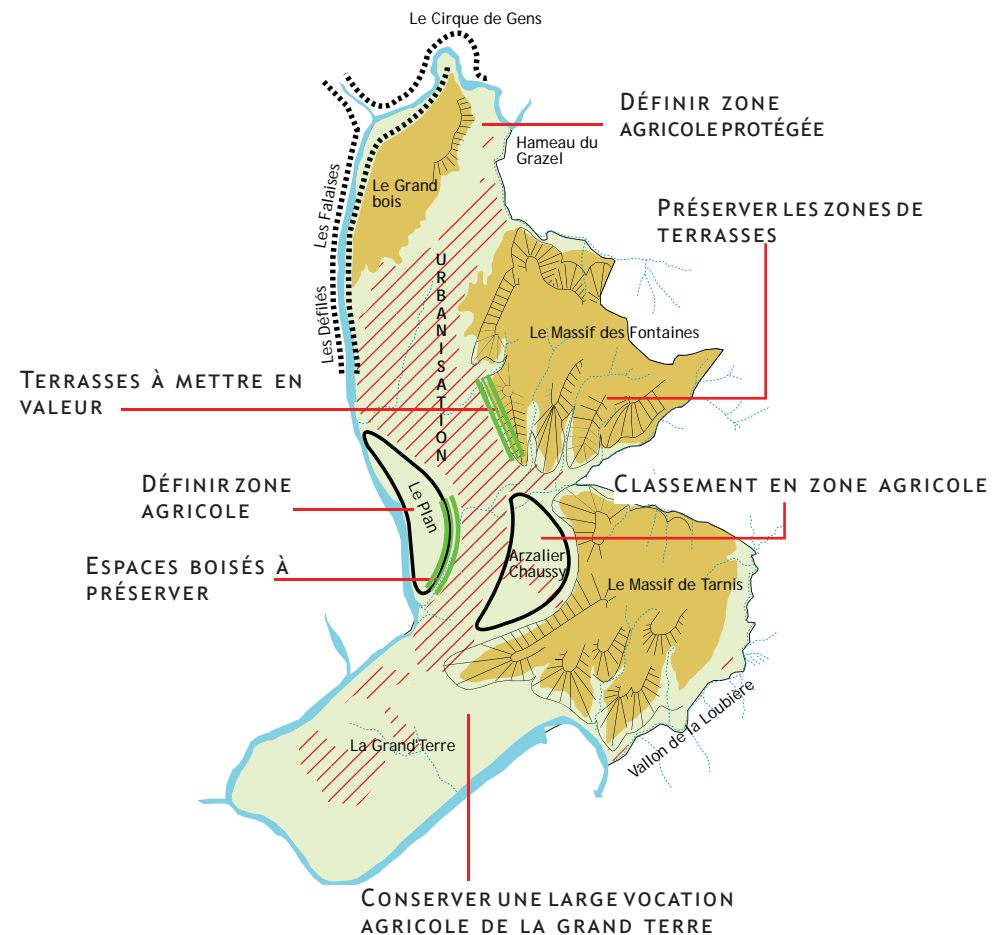 Le Cirque de Gens
DÉFINIR ZONE
AGRICOLE PROTÉGÉE
Hameau du
Grazel
Le Grand
bois
Les Falaises
PRÉSERVER LES ZONES DE
TERRASSES
URBANISATION
Les Défilés
Le Massif des Fontaines
TERRASSES À METTRE EN
VALEUR
DÉFINIR ZONE
AGRICOLE
Le Plan
CLASSEMENT EN ZONE AGRICOLE
ESPACES BOISÉS À
PRÉSERVER
Arzalier
Chaussy
Le Massif de Tarnis
Vallon de la Loubière
La Grand'Terre
CONSERVER UNE LARGE VOCATION
AGRICOLE DE LA GRAND TERRE